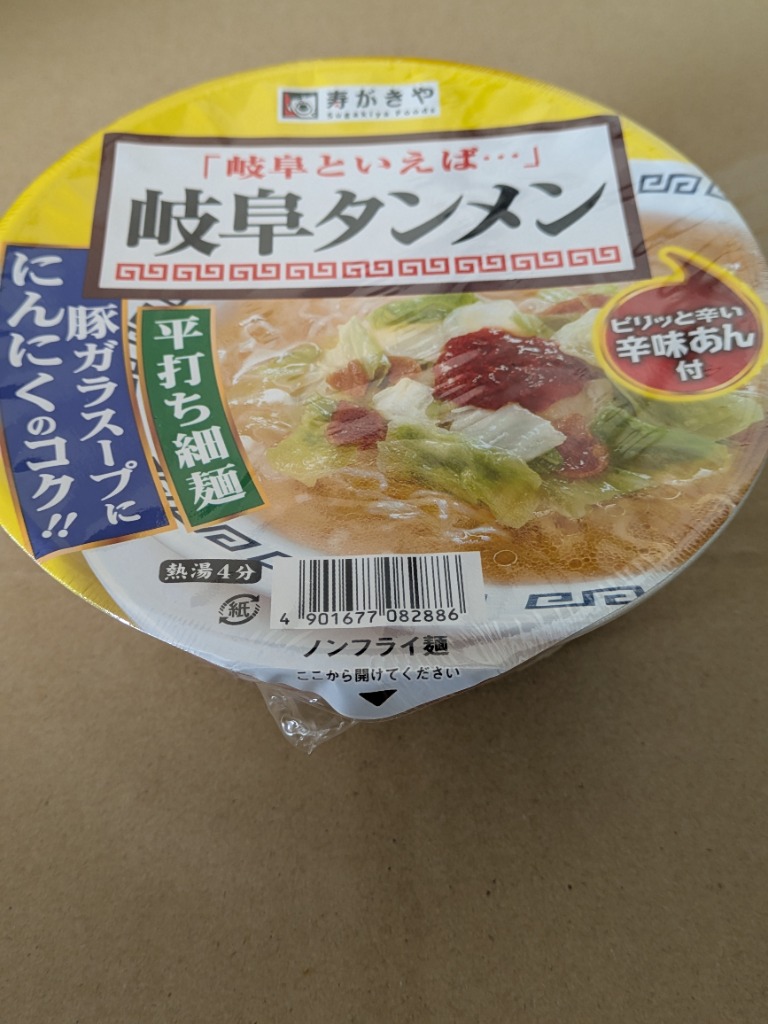 寿がきや
Sugakiya Foods
「岐阜といえば…」
岐阜タンメン
ピリッと辛い
辛味あん
付
豚ガラスープに
にんにくのコク!!
平打ち細麺
熱湯4分
紙
4 901677 082886
ノンフライ麺
ここから開けてください